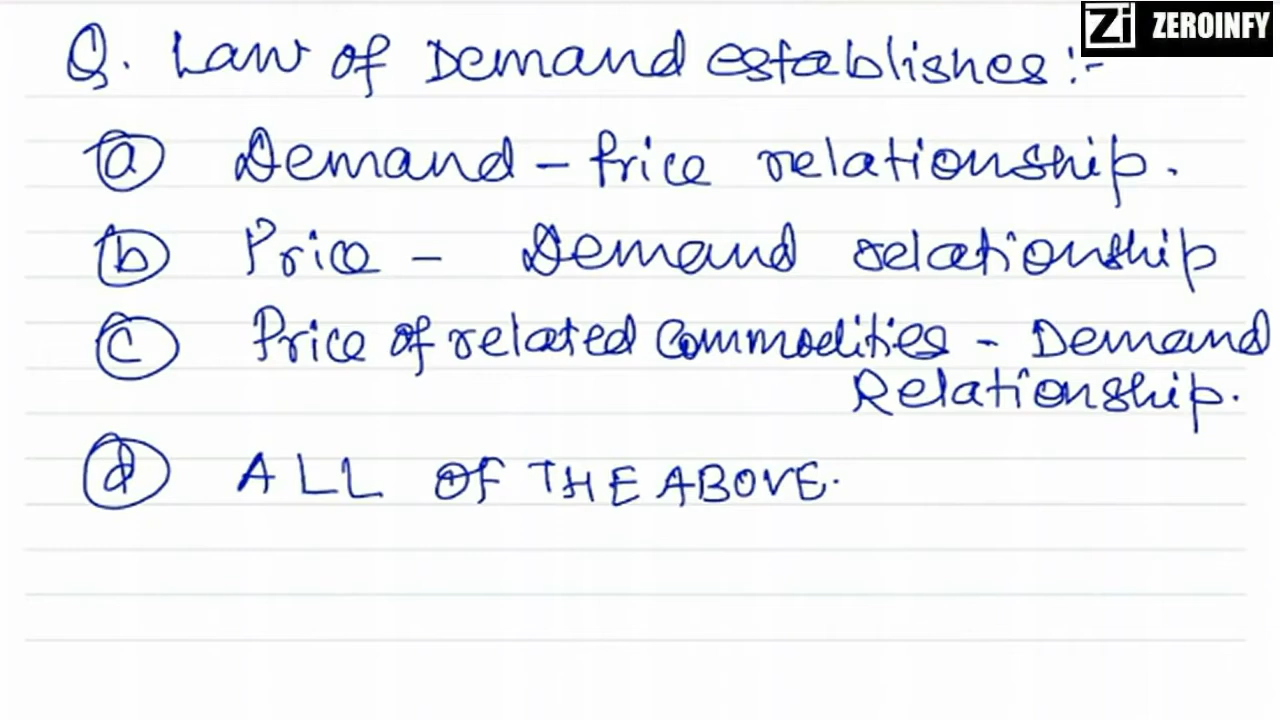 Zi ZEROINFY
Q. Law of Demand establishes :-
(a) Demand - Price relationship.
(b) Price - Demand relationship
(c) Price of related Commodities - Demand
Relationship.
(d) ALL OF THE ABOVE.